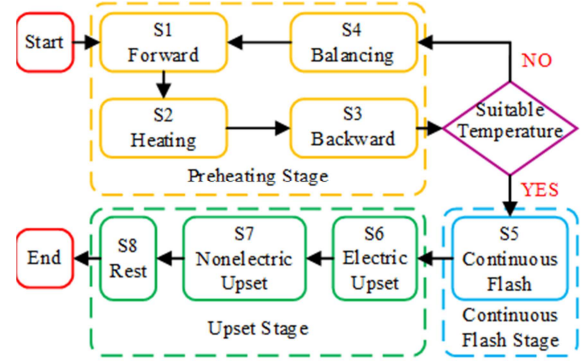 Start
S1
Forward
S4
Balancing
NO
S2
Heating
S3
Backward
Suitable
Temperature
Preheating Stage
YES
End
S8
Rest
S7
Nonelectric
Upset
S6
Electric
Upset
S5
Continuous
Flash
Upset Stage
Continuous
Flash Stage